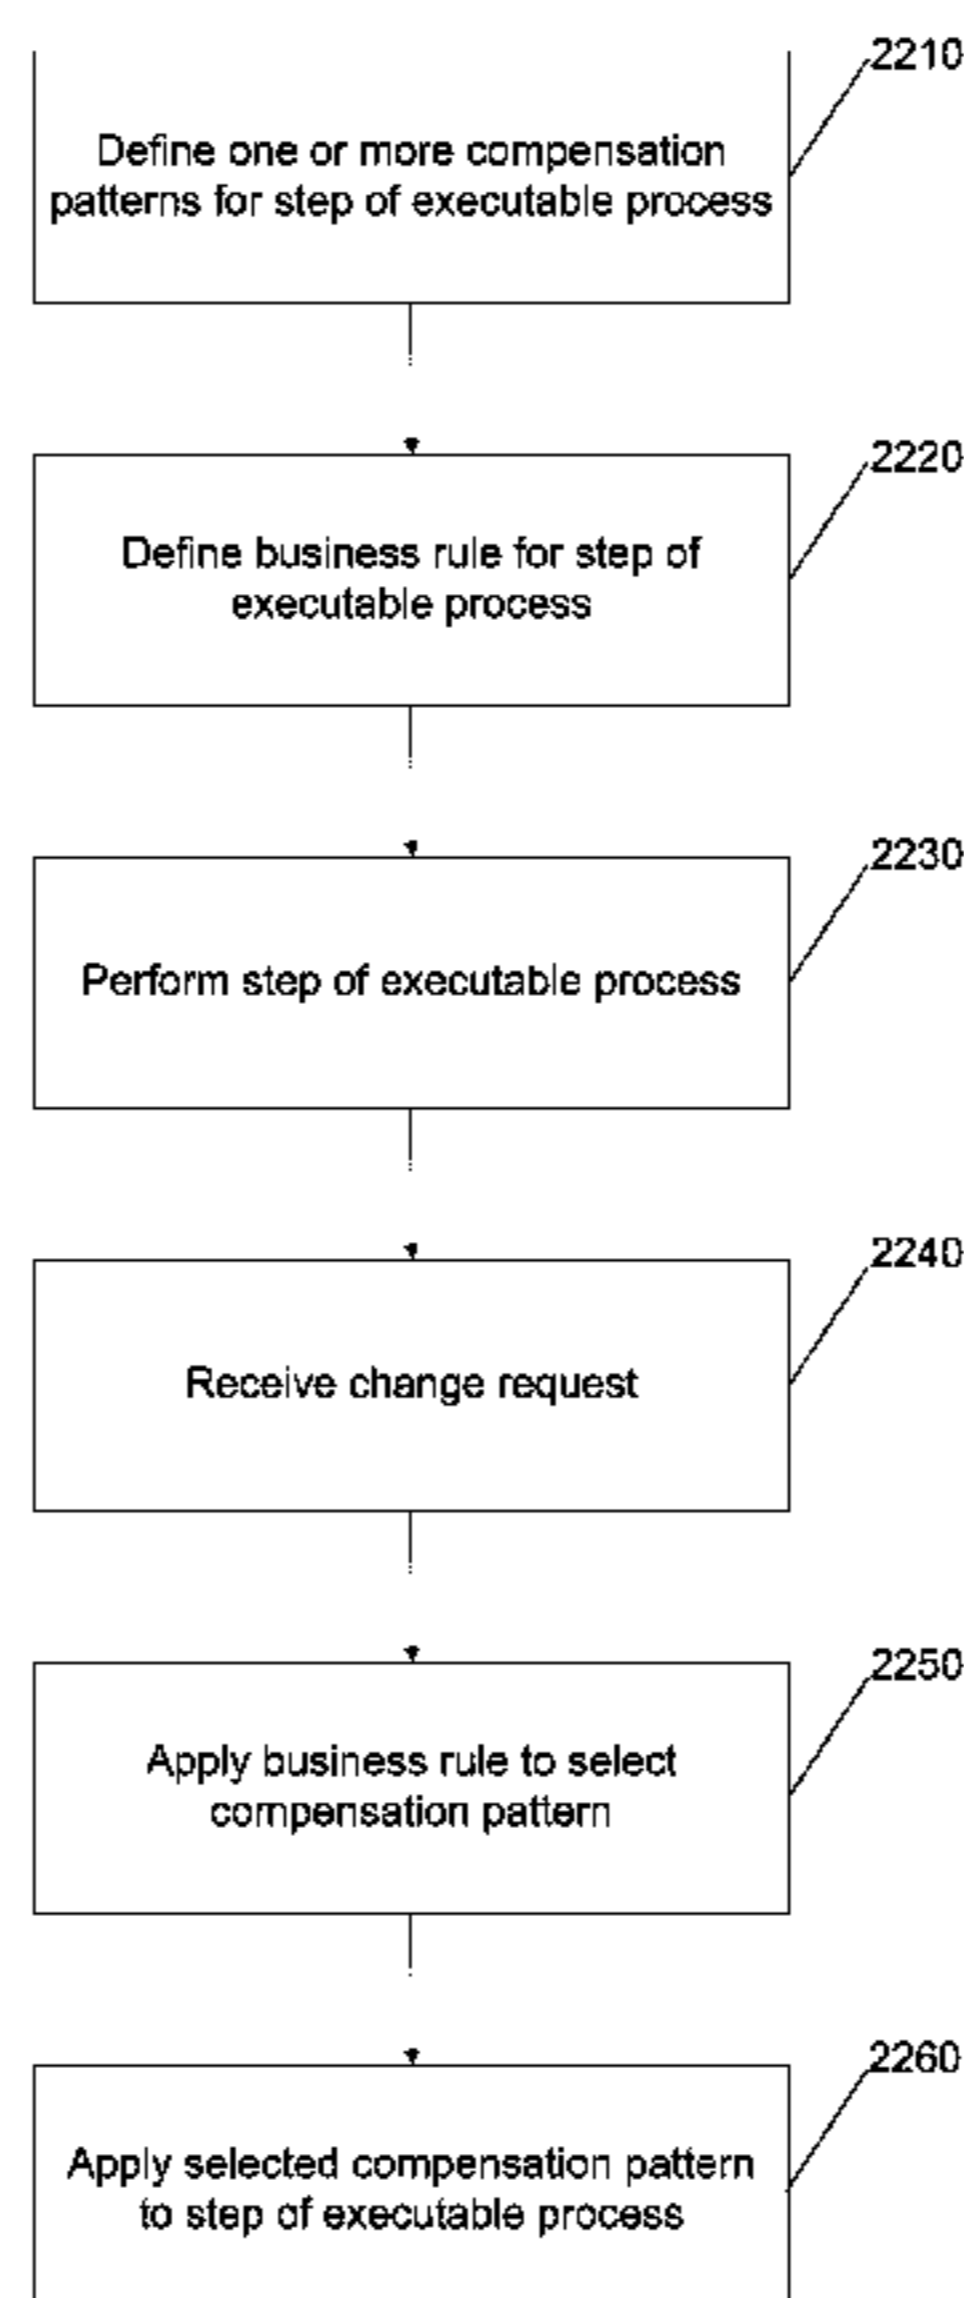 2210
Define one or more compensation
patterns for step of executable process
2220
Define business rule for step of
executable process
2230
Perform step of executable process
2240
Receive change request
2250
Apply business rule to select
compensation pattern
2260
Apply selected compensation pattern
to step of executable process